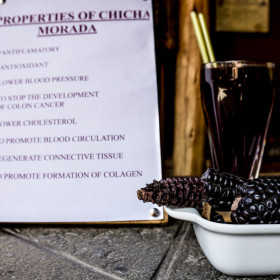 PROPERTIES OF CHICHA
MORADA
ANTIFLAMATORY
ANTIOXIDANT
LOWER BLOOD PRESSURE
TO STOP THE DEVELOPMENT
OF COLON CANCER
LOWER CHOLESTEROL
TO PROMOTE BLOOD CIRCULATION
REGENERATE CONNECTIVE TISSUE
TO PROMOTE FORMATION OF COLAGEN